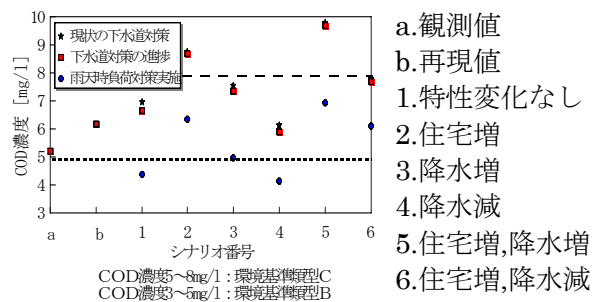 COD濃度 [mg/l]
10
9
8
7
6
5
4
3
現状の下水道対策
下水道対策の進歩
雨天時負荷対策実施
a b 1 2 3 4 5 6
シナリオ番号
COD濃度5~8mg/l：環境基準類型C
COD濃度3~5mg/l：環境基準類型B
a.観測値
b.再現値
1.特性変化なし
2.住宅増
3.降水増
4.降水減
5.住宅増,降水増
6.住宅増,降水減